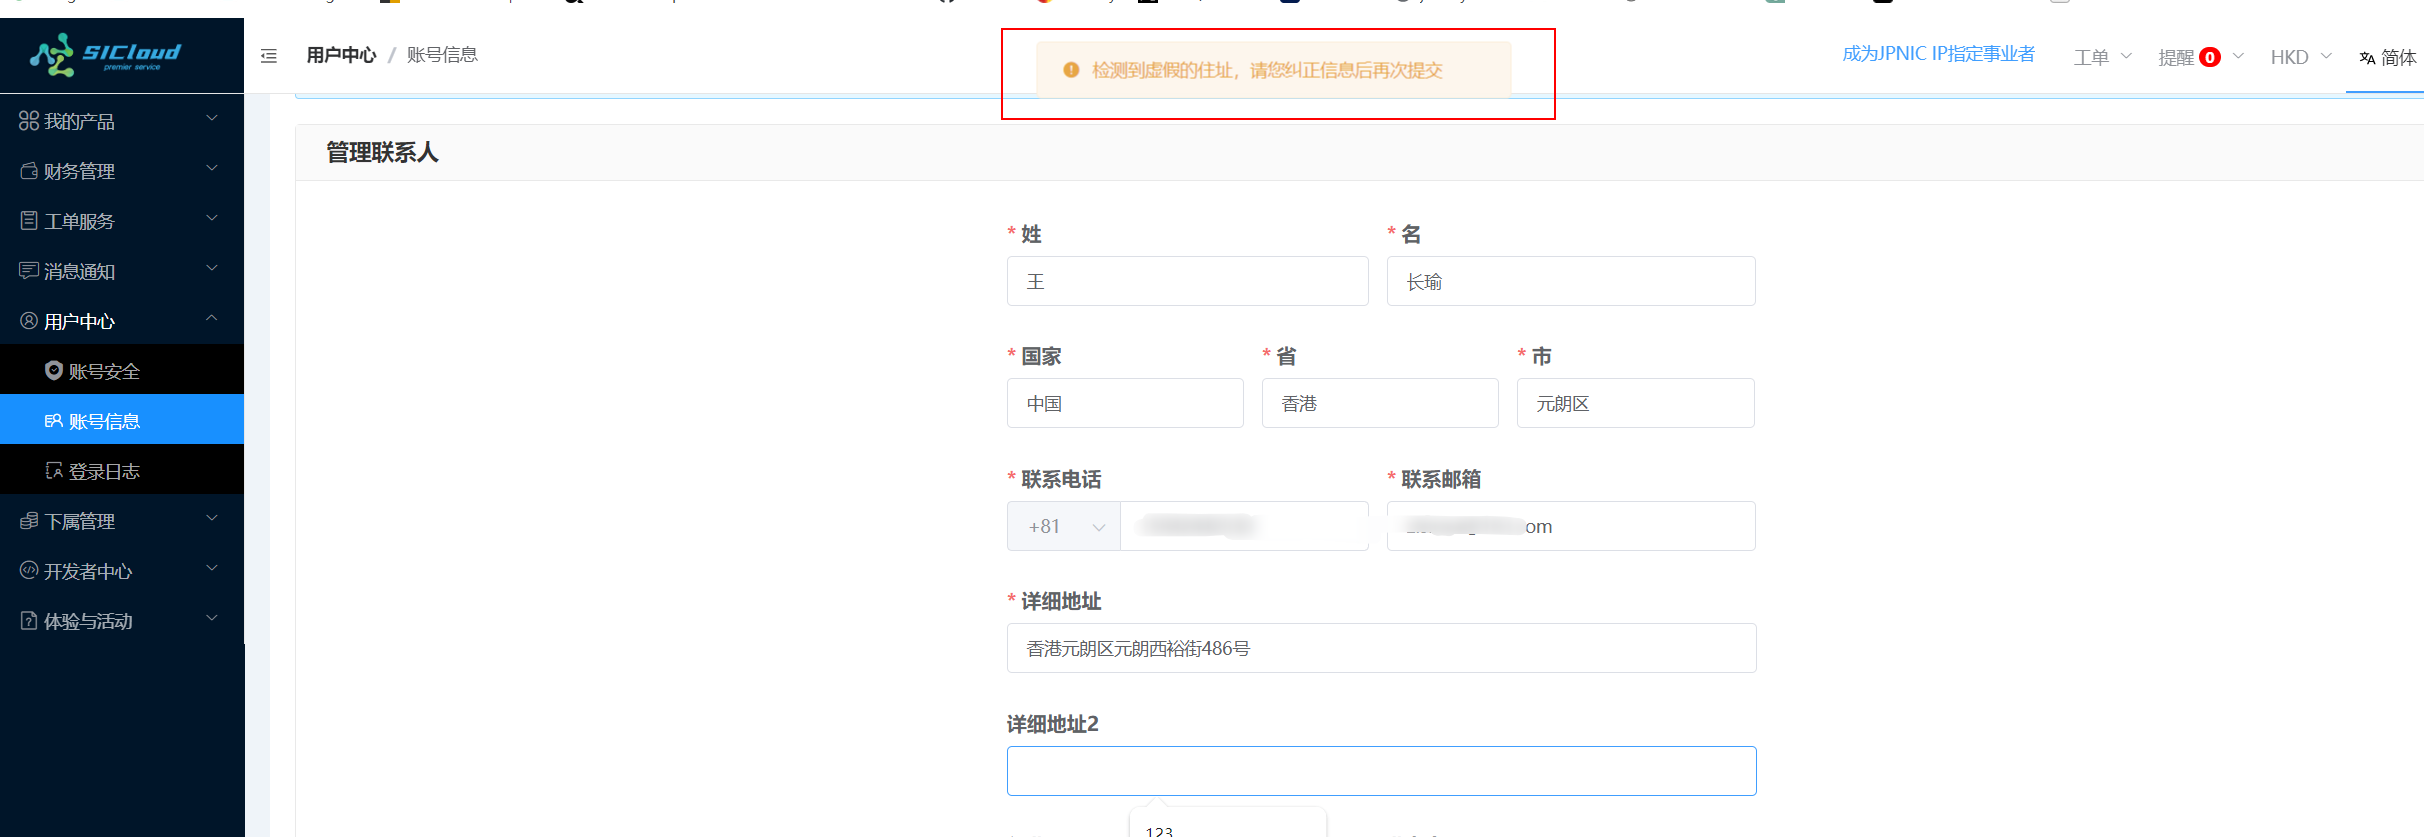 SICloud
premier service
用户中心 / 账号信息
检测到虚假的住址，请您纠正信息后再次提交
成为JPNIC IP指定事业者
工单
提醒 0
HKD
简体
我的产品
财务管理
工单服务
消息通知
用户中心
账号安全
账号信息
登录日志
下属管理
开发者中心
体验与活动
管理联系人
* 姓
* 名
王
长瑜
* 国家
* 省
* 市
中国
香港
元朗区
* 联系电话
* 联系邮箱
+81
om
* 详细地址
香港元朗区元朗西裕街486号
详细地址2
123